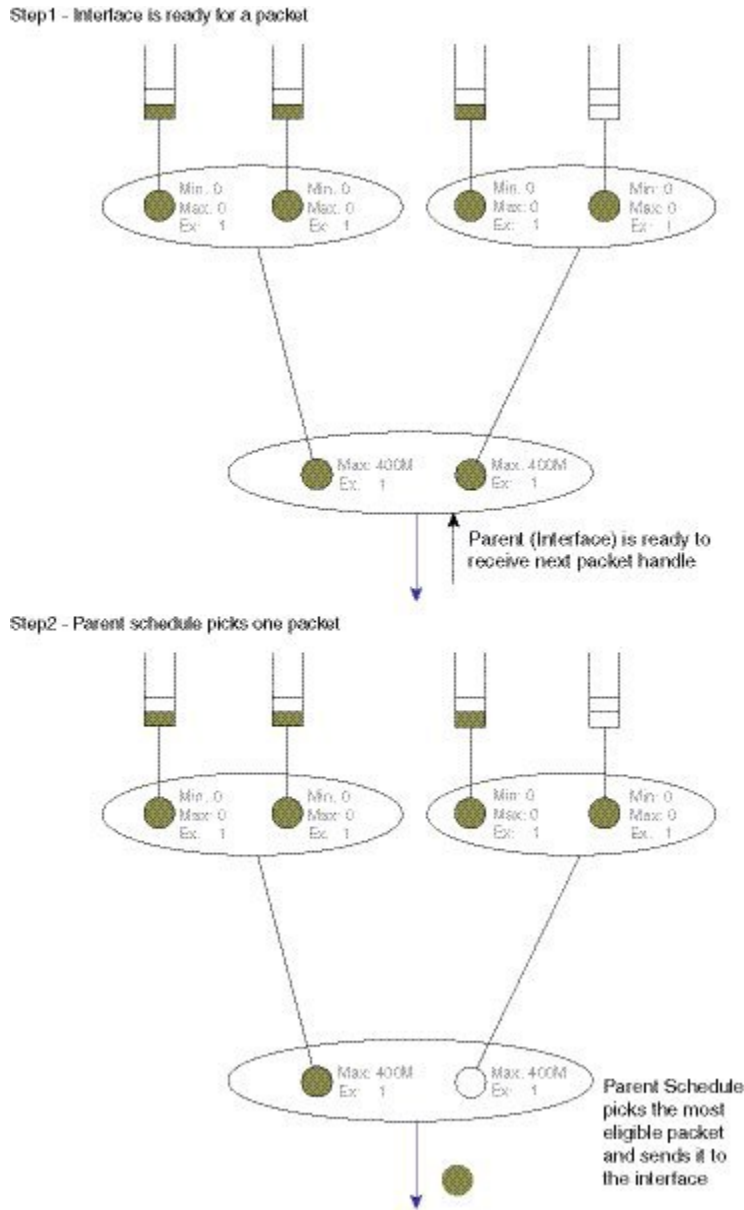 Step1 - Interface is ready for a packet
Min: 0
Max: 0
Ex: 1
Min: 0
Max: 0
Ex: 1
Min: 0
Max: 0
Ex: 1
Min: 0
Max: 0
Ex: 1
Max: 400M
Ex: 1
Max: 400M
Ex: 1
Parent (Interface) is ready to
receive next packet handle
Step2 - Parent schedule picks one packet
Min: 0
Max: 0
Ex: 1
Min: 0
Max: 0
Ex: 1
Min: 0
Max: 0
Ex: 1
Min: 0
Max: 0
Ex: 1
Max: 400M
Ex: 1
Max: 400M
Ex: 1
Parent Schedule
picks the most
eligible packet
and sends it to
the interface